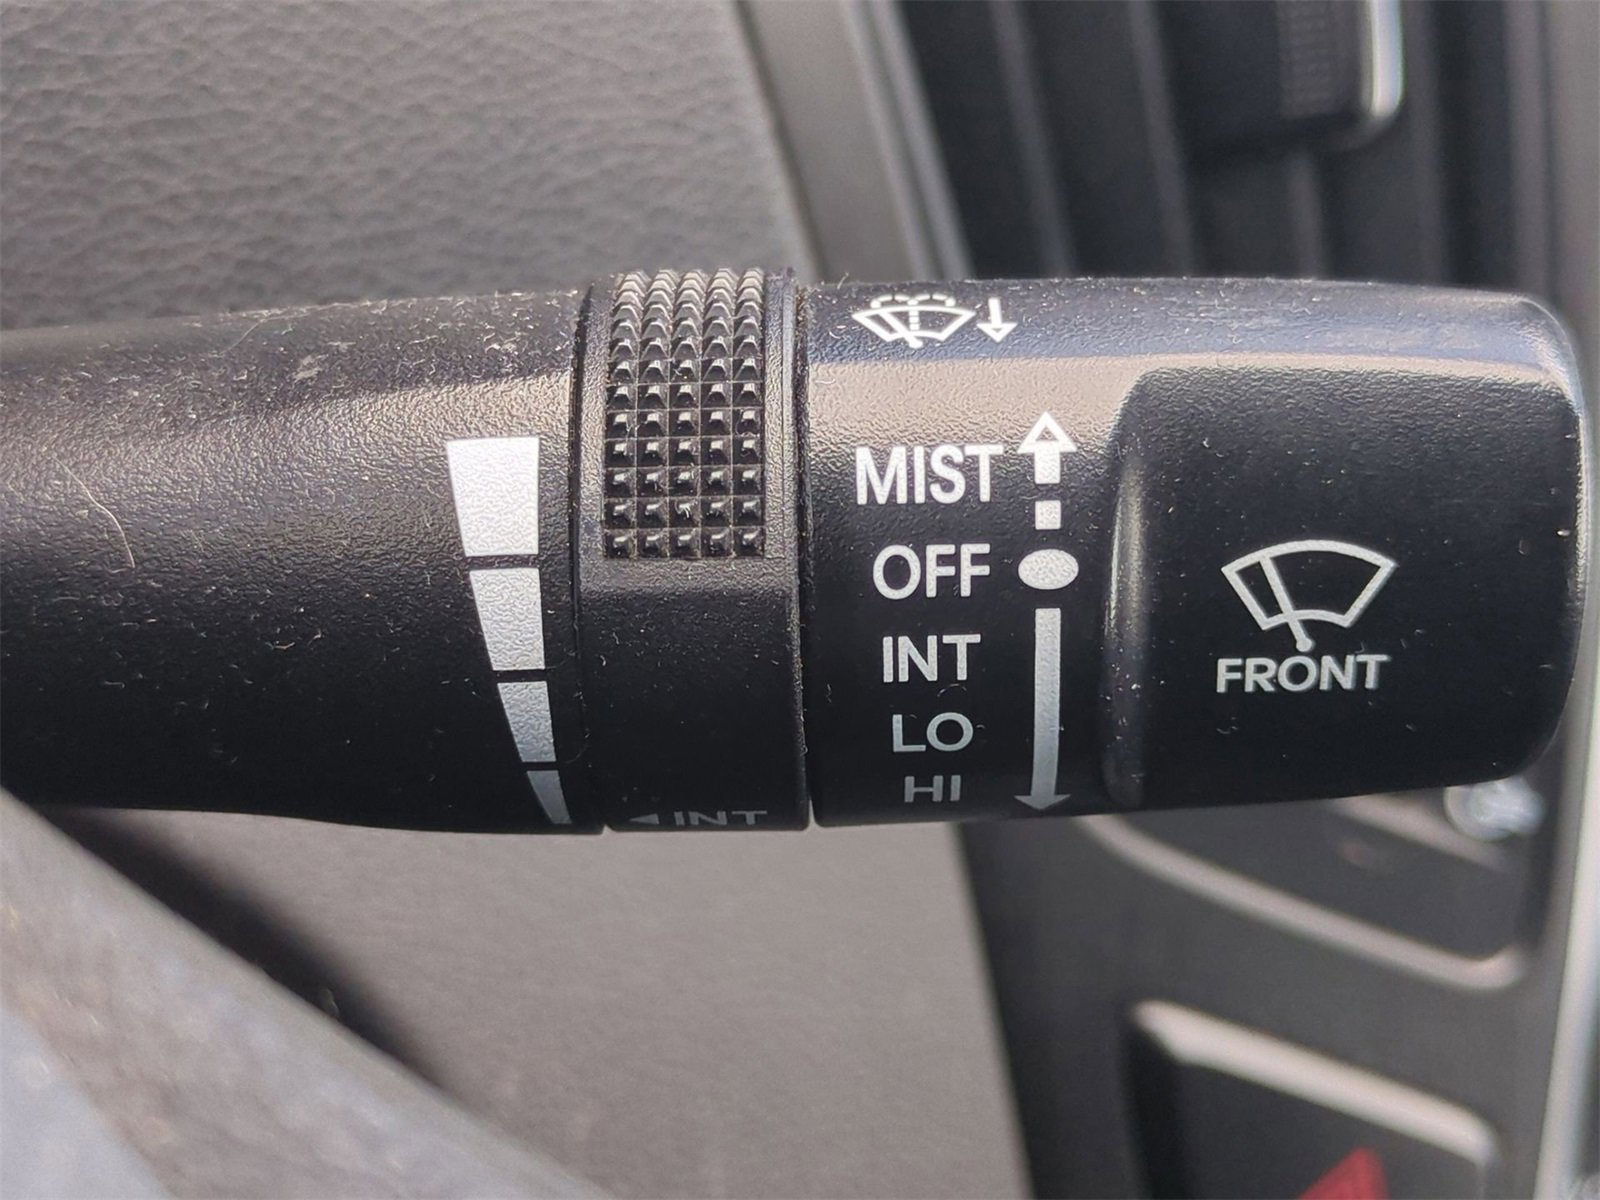 MIST
OFF
INT
LO
HI
INT
FRONT